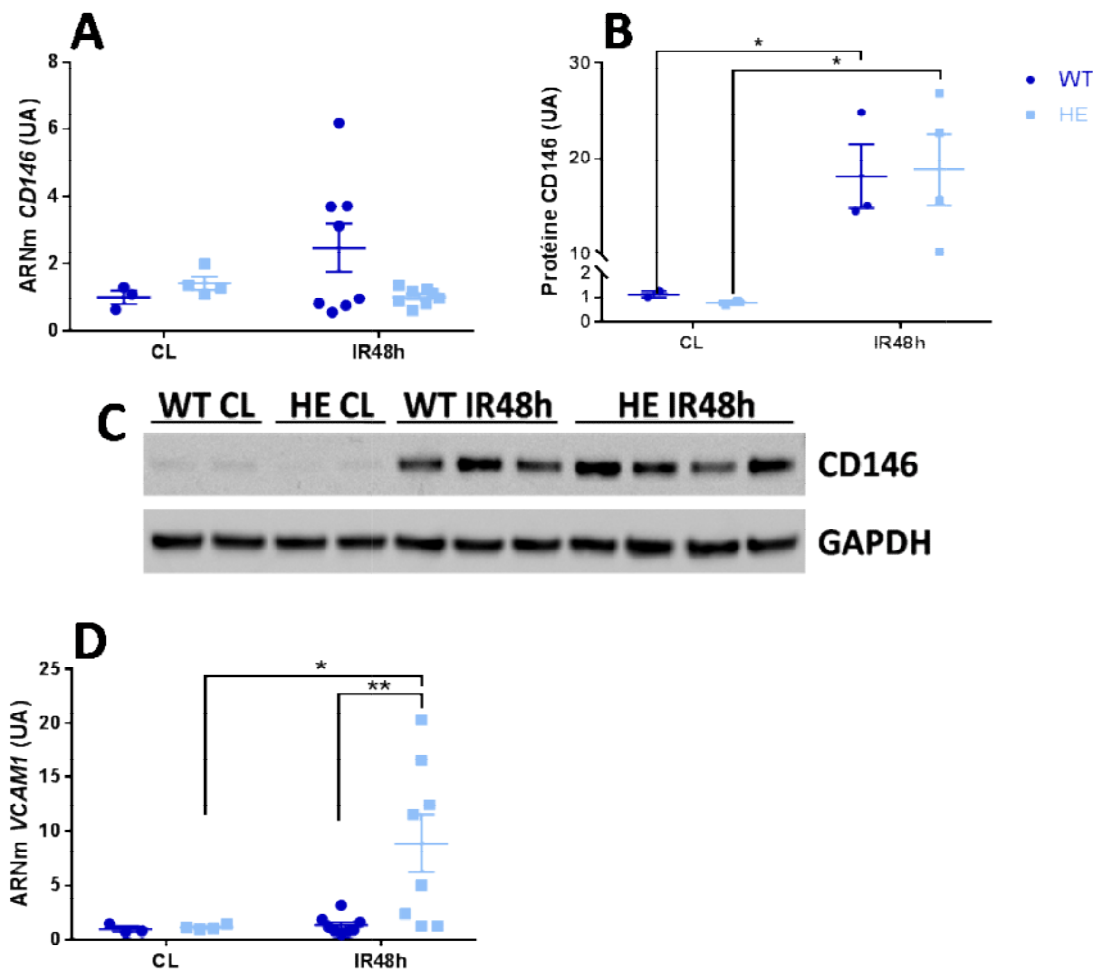 A
ARNm CD146 (UA)
8
6
4
2
0
CL
IR48h
B
Protéine CD146 (UA)
30
20
10
2
1
0
CL
IR48h
*
*
WT
HE
C
WT CL
HE CL
WT IR48h
HE IR48h
CD146
GAPDH
D
ARNm VCAM1 (UA)
25
20
15
10
5
0
CL
IR48h
*
**